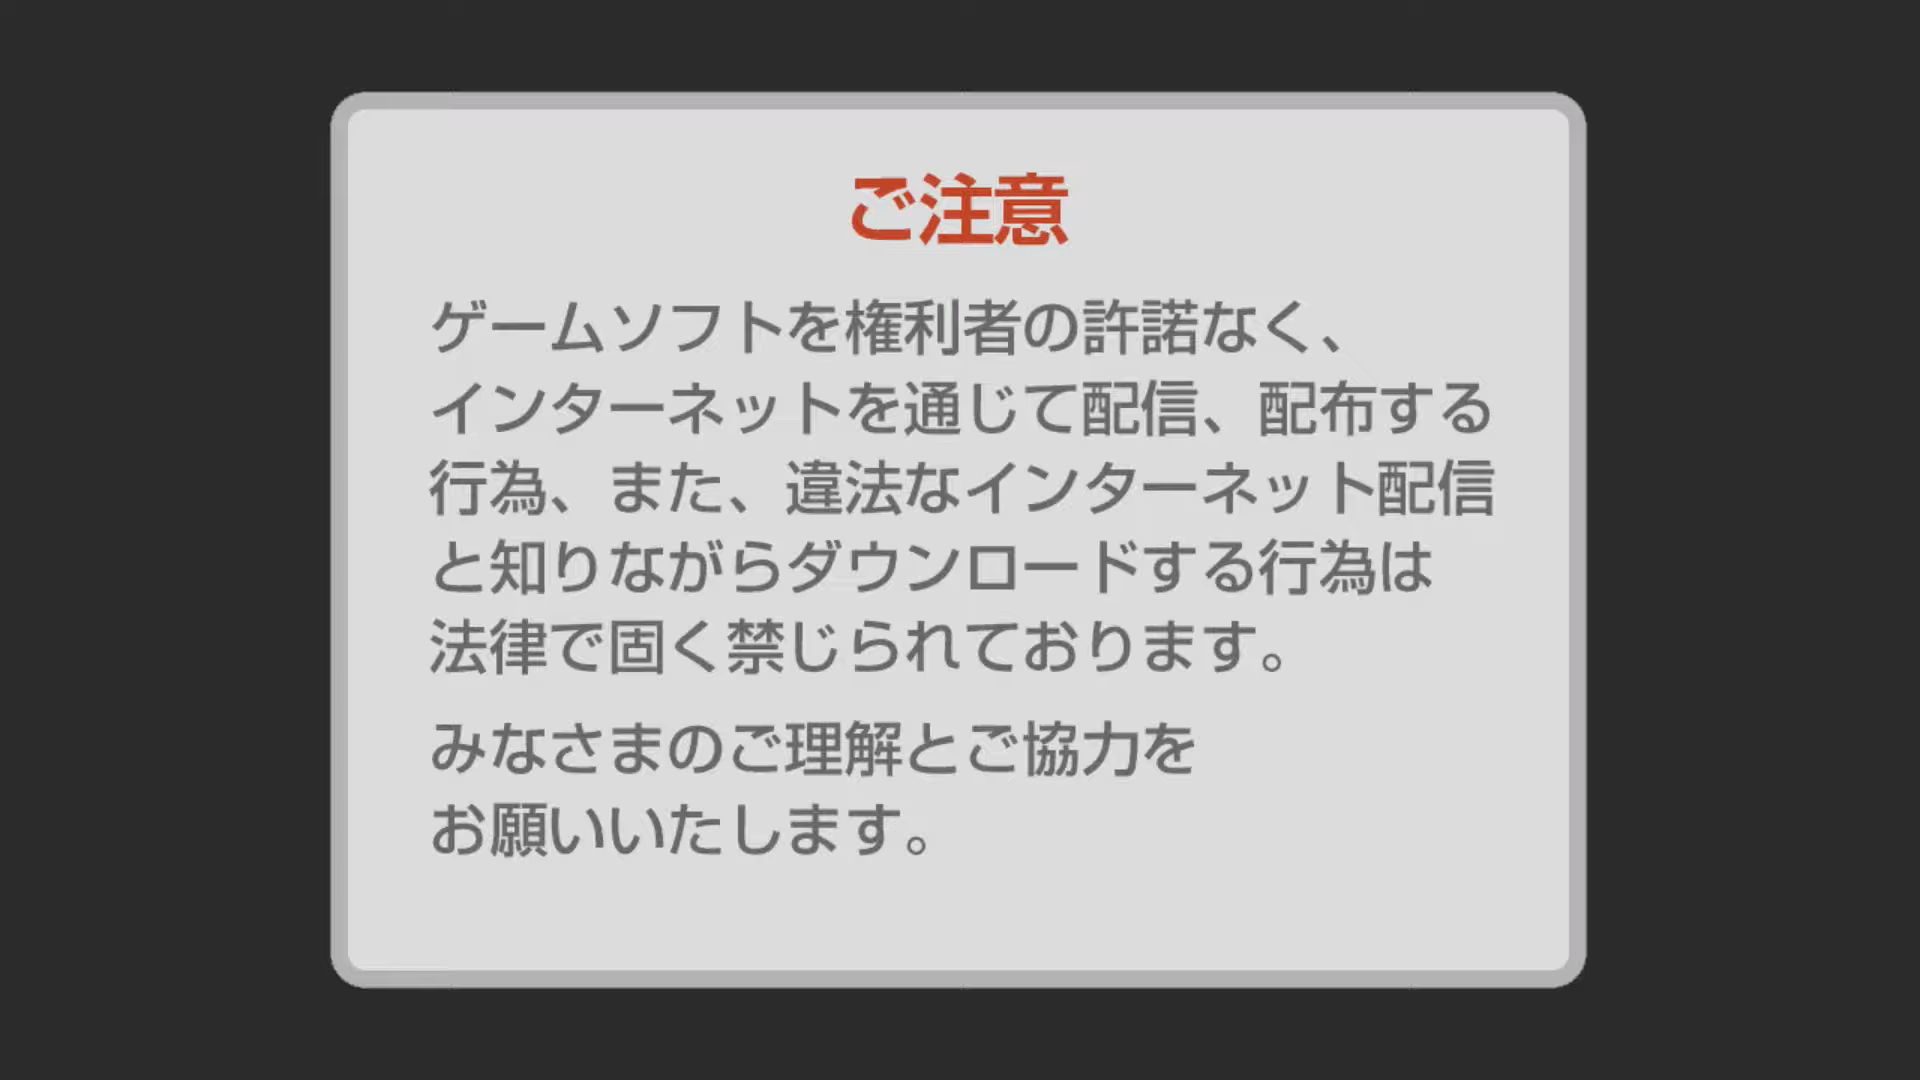 ご注意
ゲームソフトを権利者の許諾なく、
インターネットを通じて配信、配布する
行為、また、違法なインターネット配信
と知りながらダウンロードする行為は
法律で固く禁じられております。
みなさまのご理解とご協力を
お願いいたします。